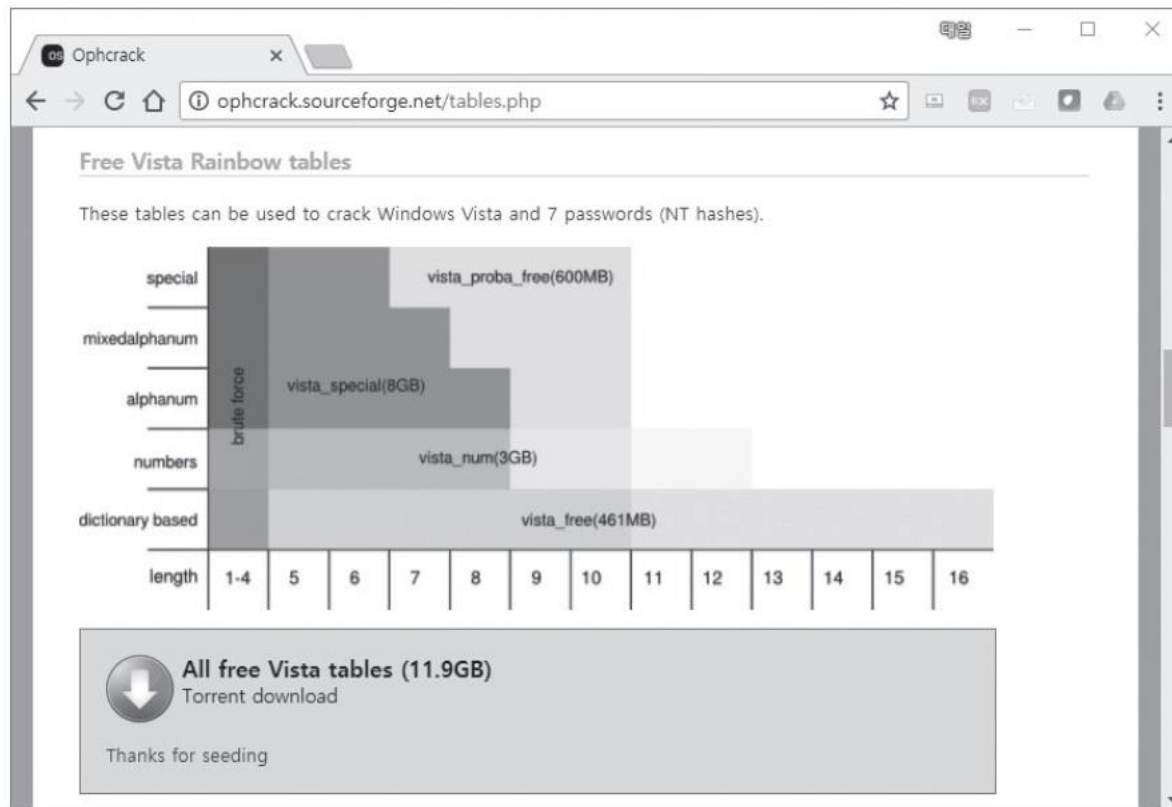 태일
Ophcrack
ophcrack.sourceforge.net/tables.php
Free Vista Rainbow tables
These tables can be used to crack Windows Vista and 7 passwords (NT hashes).
special
vista_proba_free(600MB)
mixedalphanum
brute force
vista_special(8GB)
alphanum
numbers
vista_num(3GB)
dictionary based
vista_free(461MB)
length 1-4 5 6 7 8 9 10 11 12 13 14 15 16
All free Vista tables (11.9GB)
Torrent download
Thanks for seeding